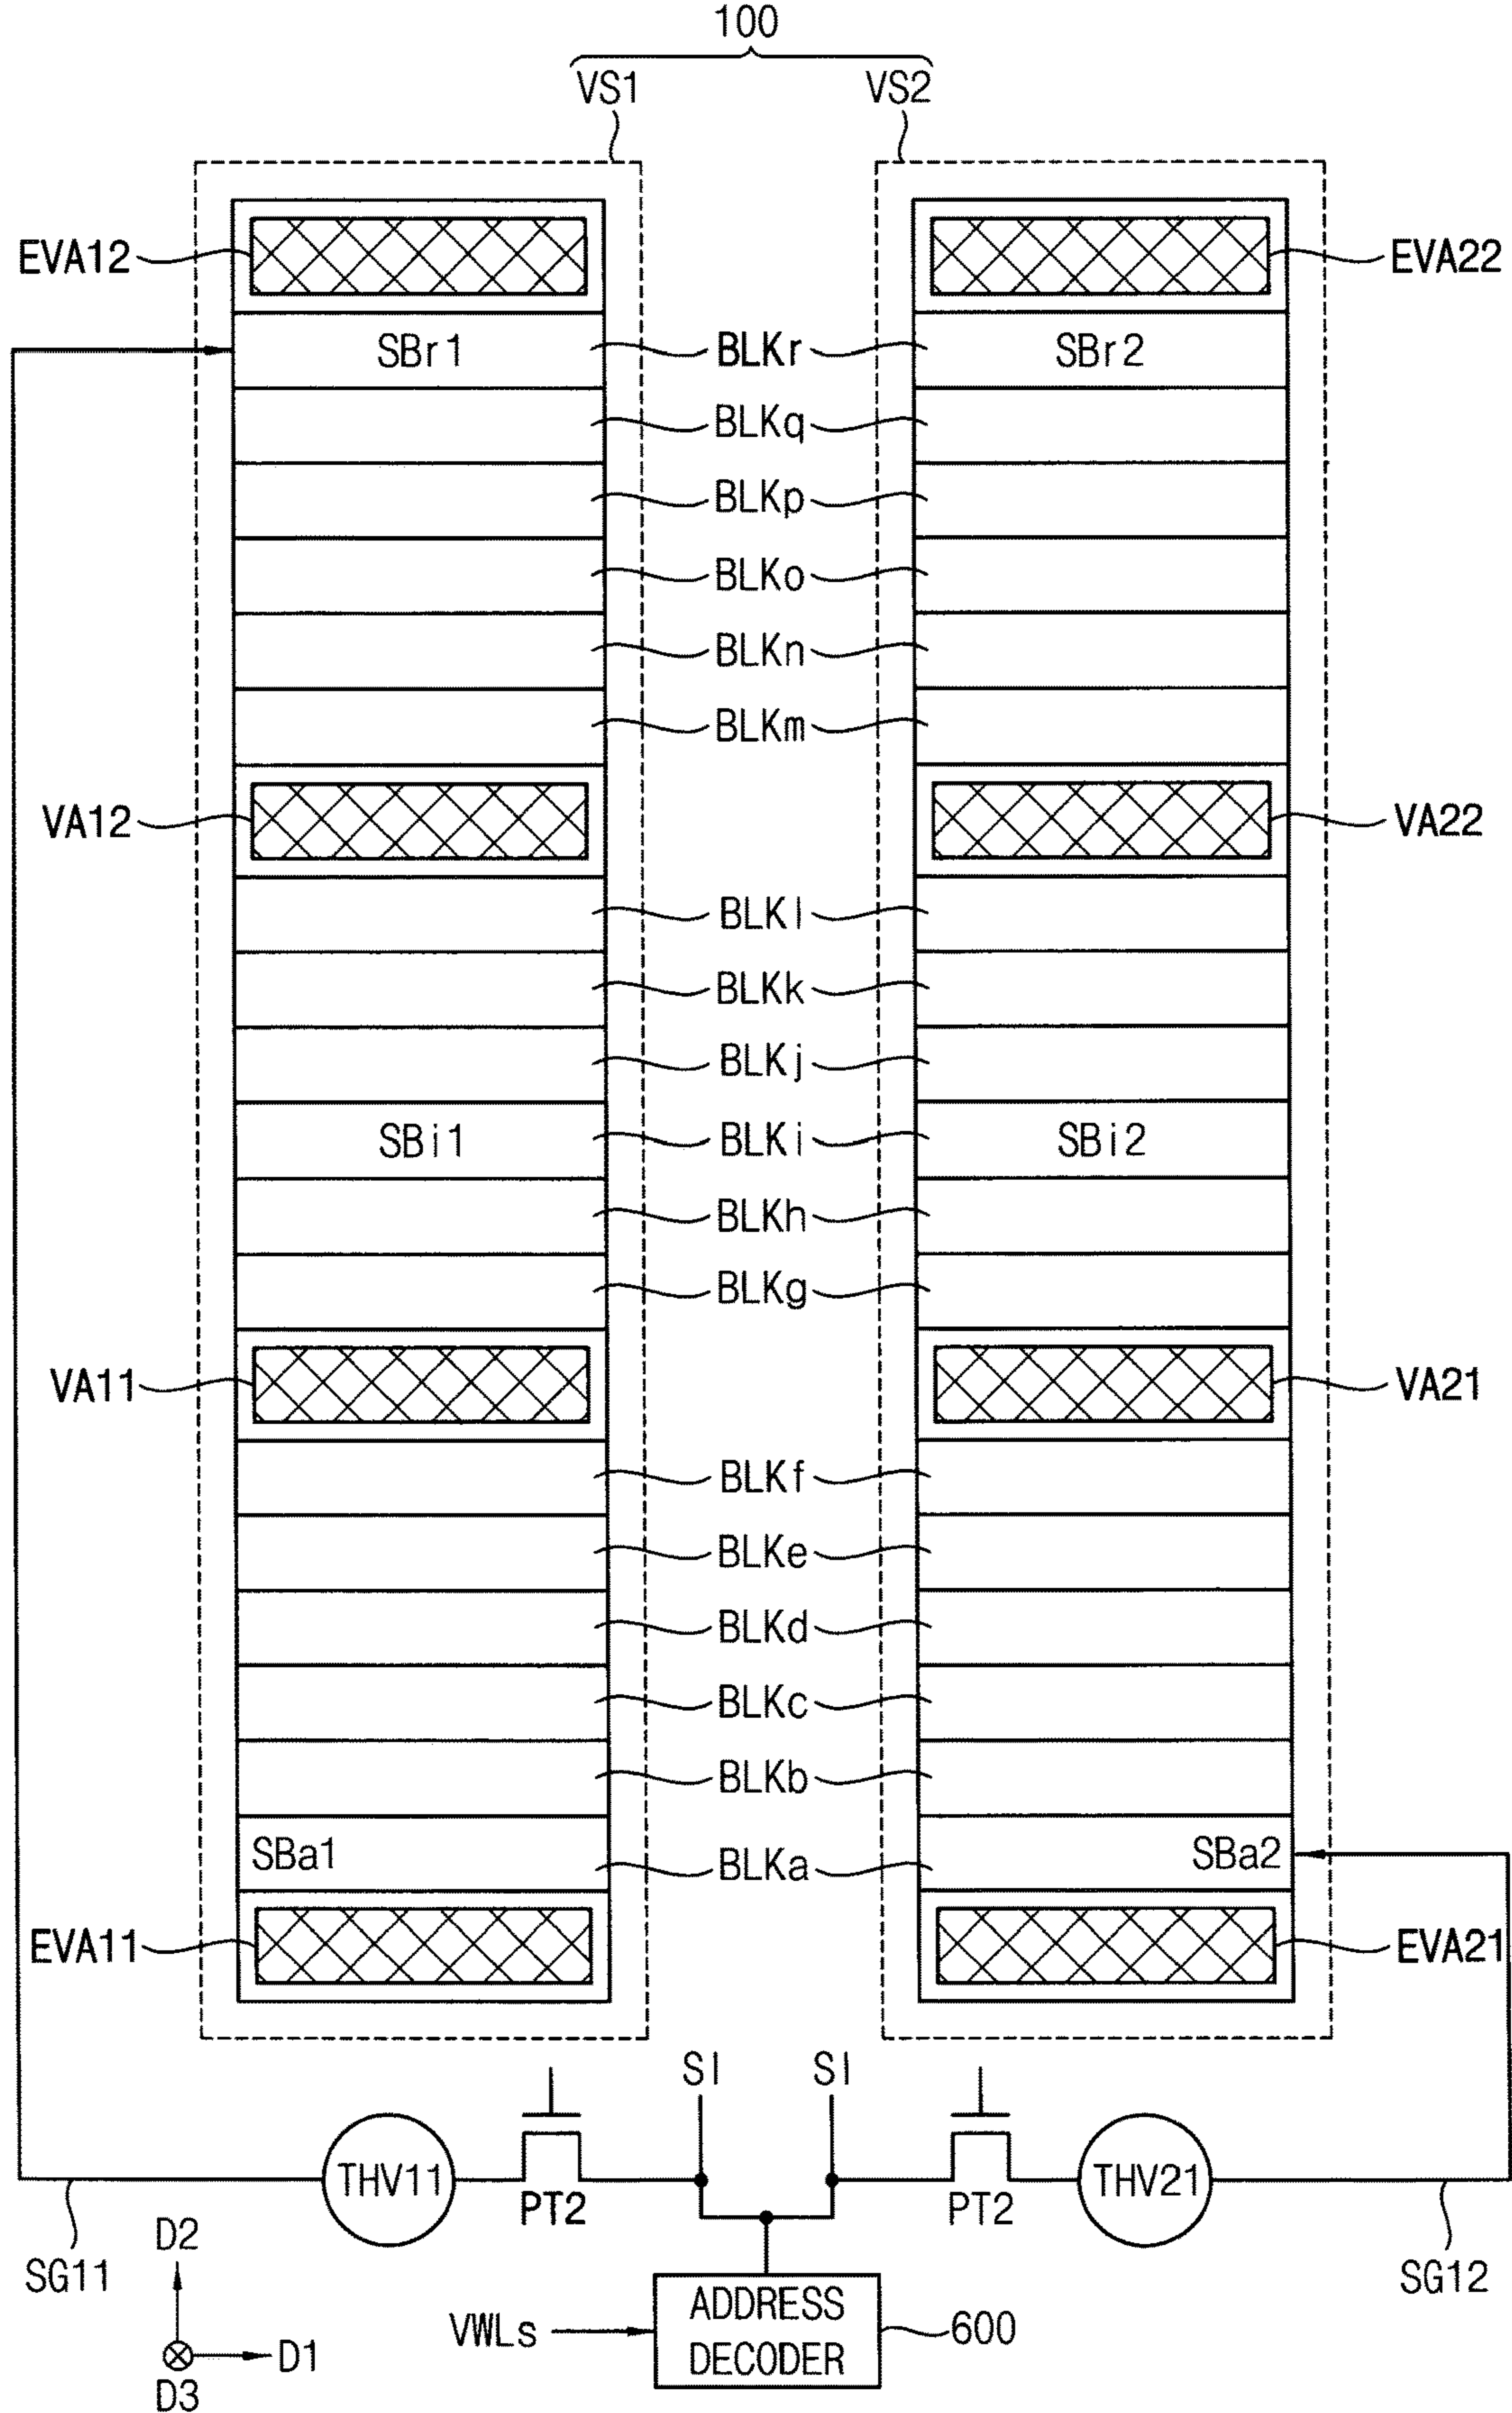 100
VS1 VS2
EVA12 EVA22
SBr1 BLKr SBr2
BLKq
BLKp
BLKo
BLKn
BLKm
VA12 VA22
BLKl
BLKk
BLKj
SBi1 BLKi SBi2
BLKh
BLKg
VA11 VA21
BLKf
BLKe
BLKd
BLKc
BLKb
SBa1 BLKa SBa2
EVA11 EVA21
SI SI
THV11 PT2 PT2 THV21
SG11 SG12
D2
D1
D3
VWLs
ADDRESS
DECODER
600